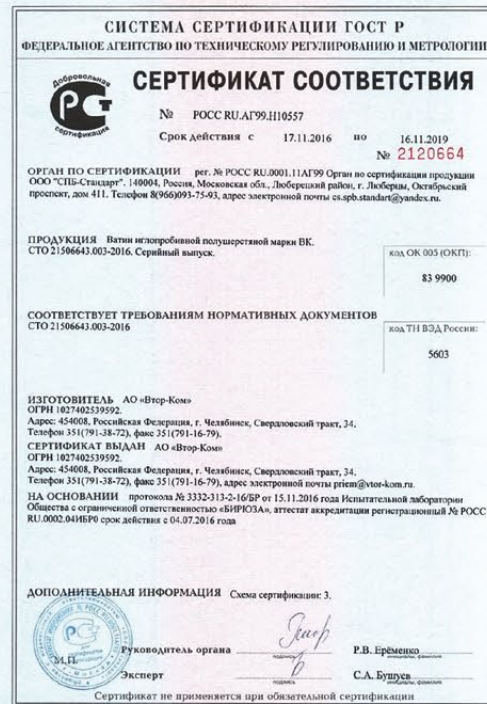 СИСТЕМА СЕРТИФИКАЦИИ ГОСТ Р
ФЕДЕРАЛЬНОЕ АГЕНТСТВО ПО ТЕХНИЧЕСКОМУ РЕГУЛИРОВАНИЮ И МЕТРОЛОГИИ
Добровольная
сертификация
СЕРТИФИКАТ СООТВЕТСТВИЯ
№ РОСС RU.АГ99.Н10557
Срок действия с 17.11.2016 по 16.11.2019
№ 2120664
ОРГАН ПО СЕРТИФИКАЦИИ рег. № РОСС RU.0001.11АГ99 Орган по сертификации продукции
ООО "СПБ-Стандарт". 140004, Россия, Московская обл., Люберецкий район, г. Люберцы, Октябрьский
проспект, дом 411. Телефон 8(966)093-75-93, адрес электронной почты cs.spb.standart@yandex.ru.
ПРОДУКЦИЯ Ватин иглопробивной полушерстяной марки ВК.
СТО 21506643.003-2016. Серийный выпуск.
код ОК 005 (ОКП):
83 9900
СООТВЕТСТВУЕТ ТРЕБОВАНИЯМ НОРМАТИВНЫХ ДОКУМЕНТОВ
СТО 21506643.003-2016
код ТН ВЭД России:
5603
ИЗГОТОВИТЕЛЬ АО «Втор-Ком»
ОГРН 1027402539592.
Адрес: 454008, Российская Федерация, г. Челябинск, Свердловский тракт, 34.
Телефон 351(791-38-72), факс 351(791-16-79).
СЕРТИФИКАТ ВЫДАН АО «Втор-Ком»
ОГРН 1027402539592.
Адрес: 454008, Российская Федерация, г. Челябинск, Свердловский тракт, 34.
Телефон 351(791-38-72), факс 351(791-16-79), адрес электронной почты priem@vtor-kom.ru.
НА ОСНОВАНИИ протокола № 3332-313-2-16/БР от 15.11.2016 года Испытательной лаборатории
Общества с ограниченной ответственностью «БИРЮЗА», аттестат аккредитации регистрационный № РОСС
RU.0002.04ИБР0 срок действия с 04.07.2016 года
ДОПОЛНИТЕЛЬНАЯ ИНФОРМАЦИЯ Схема сертификации: 3.
М.П.
Руководитель органа
подпись
Р.В. Ерёменко
инициалы, фамилия
Эксперт
подпись
С.А. Бушуев
инициалы, фамилия
Сертификат не применяется при обязательной сертификации